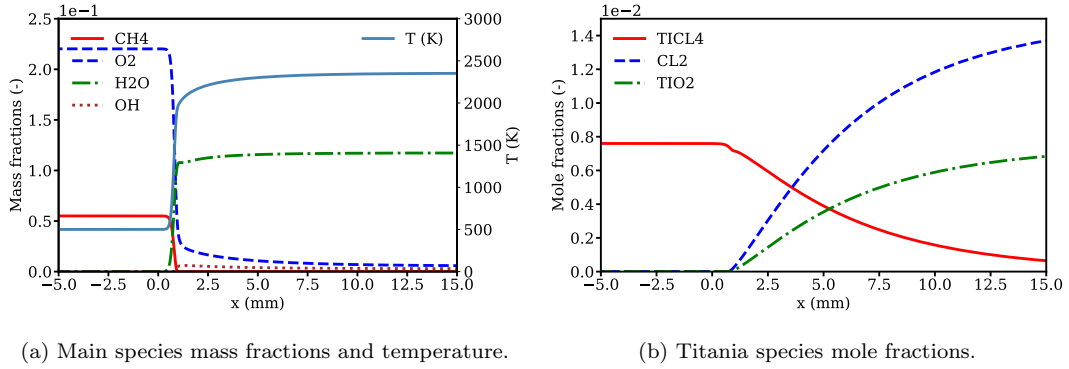 1e−1
2.5
2.0
1.5
1.0
0.5
0.0
Mass fractions (-)
CH4
O2
H2O
OH
T (K)
3000
2500
2000
1500
1000
500
0
T (K)
−5.0 −2.5 0.0 2.5 5.0 7.5 10.0 12.5 15.0
x (mm)
(a) Main species mass fractions and temperature.
1e−2
1.4
1.2
1.0
0.8
0.6
0.4
0.2
0.0
Mole fractions (-)
TICL4
CL2
TIO2
−5.0 −2.5 0.0 2.5 5.0 7.5 10.0 12.5 15.0
x (mm)
(b) Titania species mole fractions.